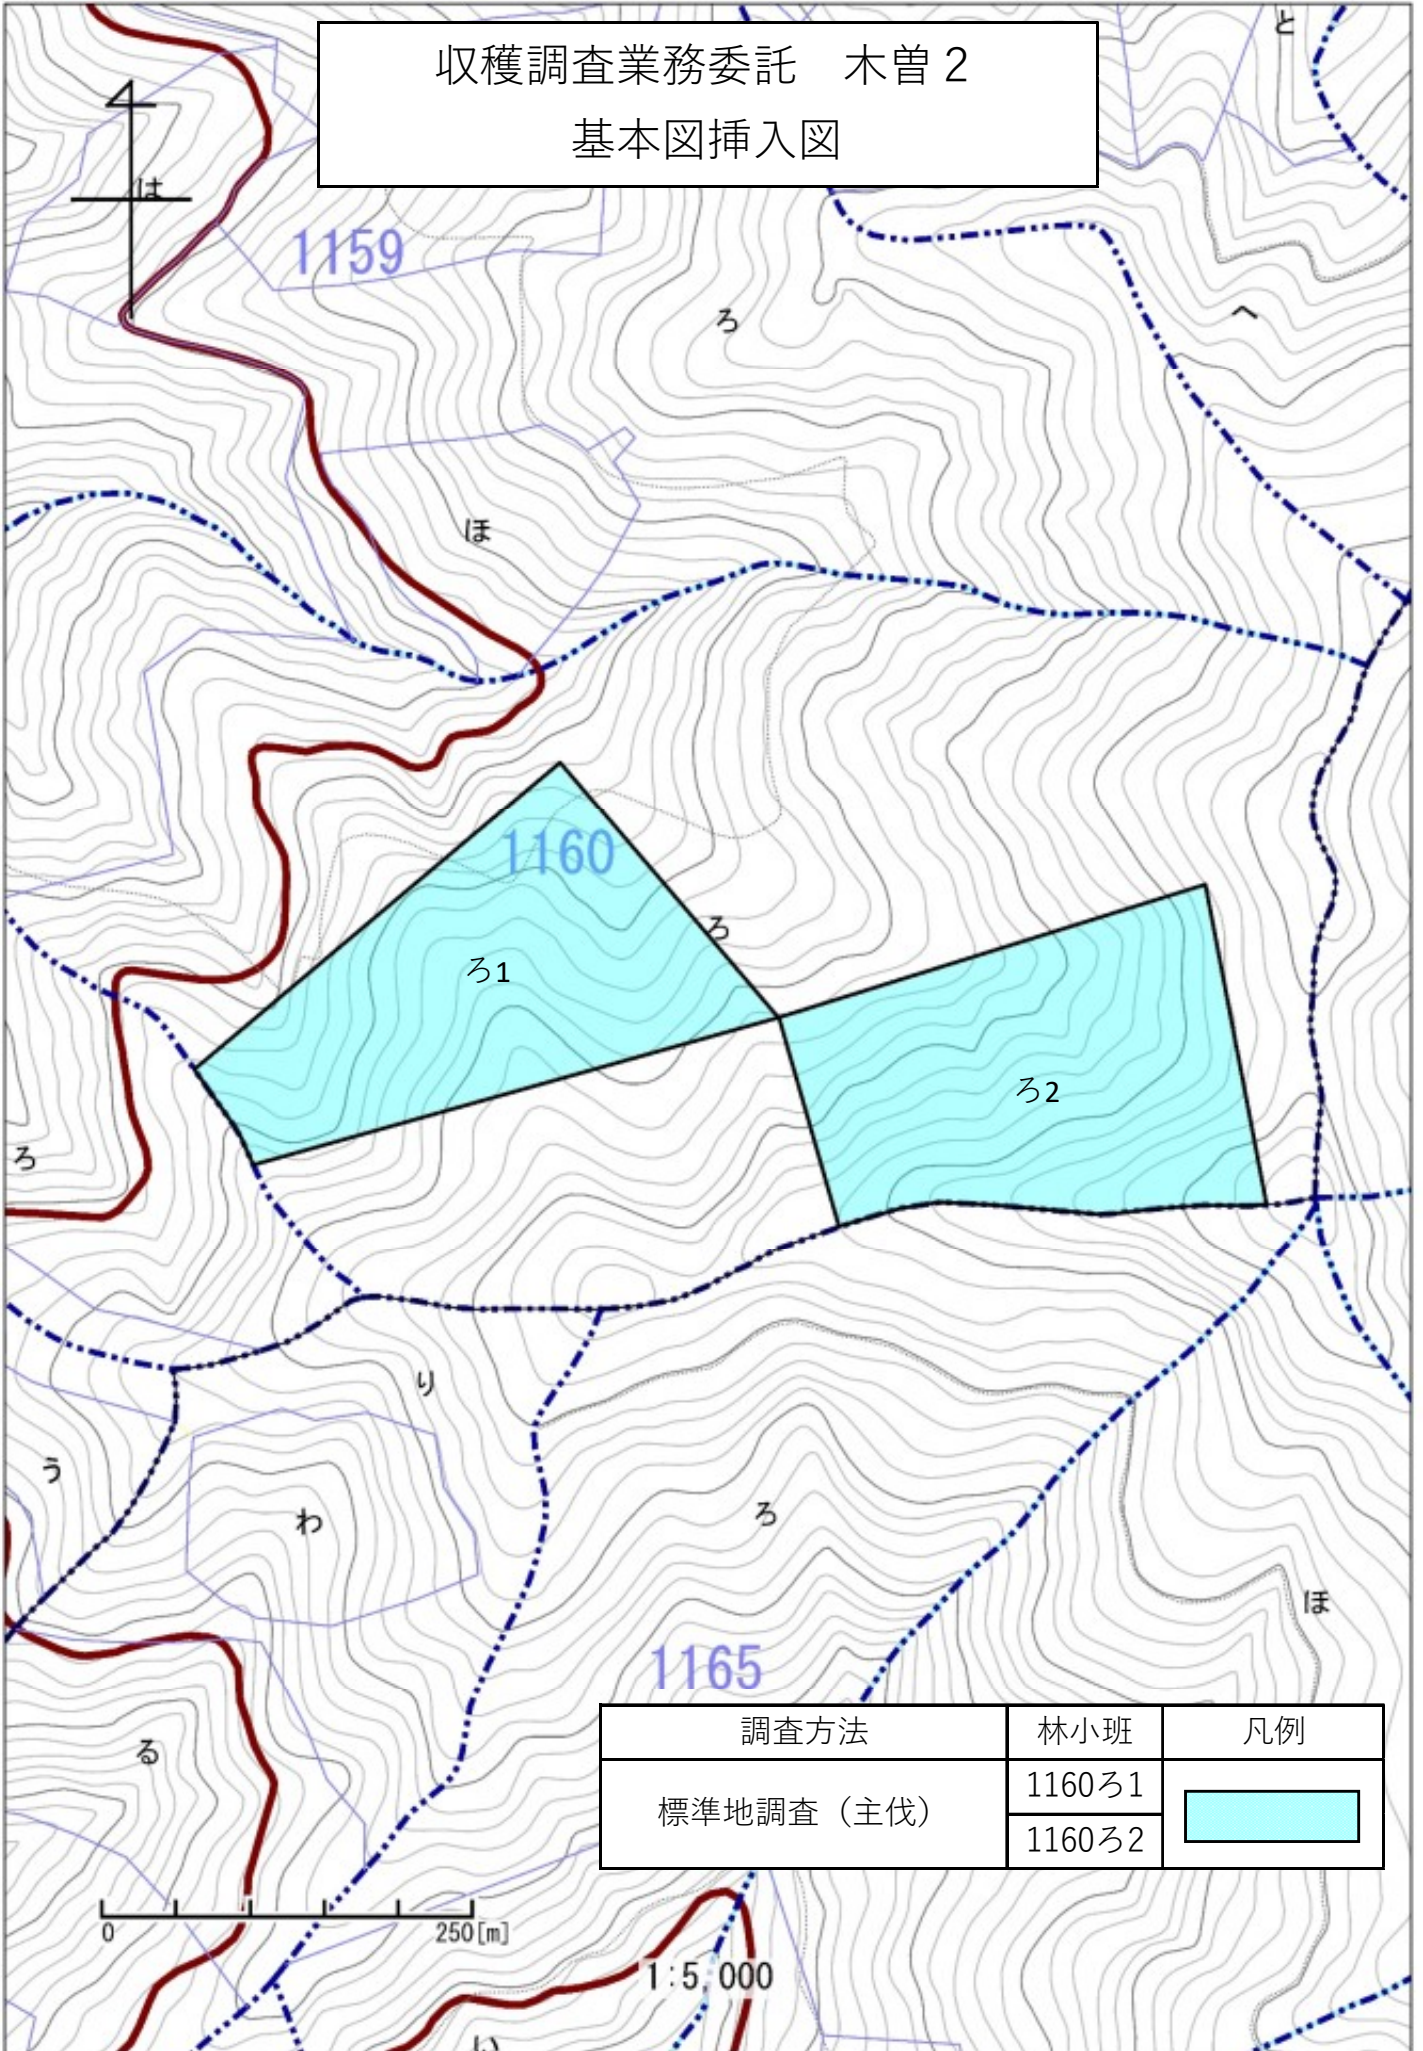 と
収穫調査業務委託　木曽２
基本図挿入図
は
1159
ろ
へ
ほ
1160
ろ
ろ1
ろ2
ろ
り
う
わ
ろ
ほ
1165
る
調査方法 林小班 凡例
標準地調査（主伐） 1160ろ1
1160ろ2
0 250[m]
1:5,000